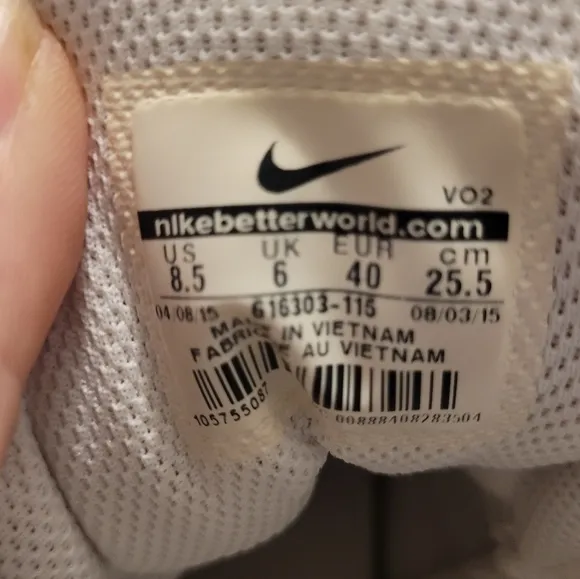 VO2
nikebetterworld.com
US UK EUR cm
8.5 6 40 25.5
04/08/15 616303-115 08/03/15
IN VIETNAM
AU VIETNAM
00888408283504